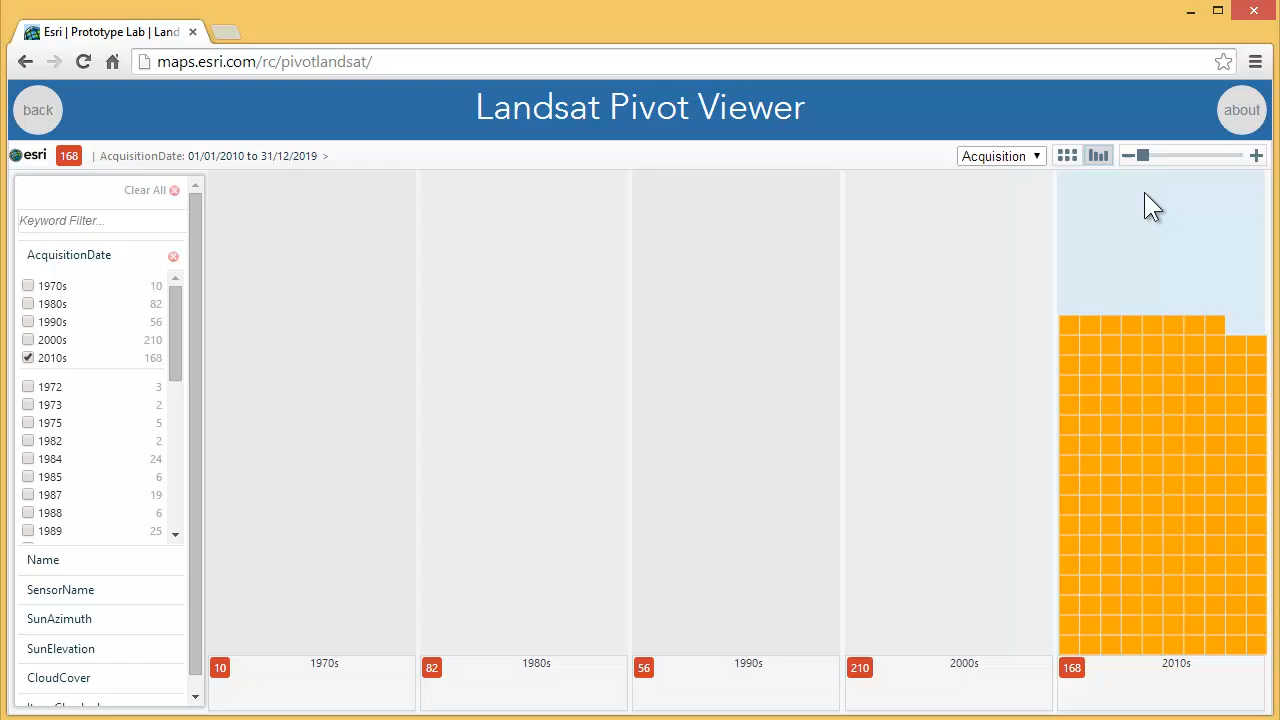 Esri | Prototype Lab | Land
maps.esri.com/rc/pivotlandsat/
back
Landsat Pivot Viewer
about
esri 168 | AcquisitionDate: 01/01/2010 to 31/12/2019 >
Acquisition ▼
Clear All
Keyword Filter...
AcquisitionDate
1970s 10
1980s 82
1990s 56
2000s 210
2010s 168
1972 3
1973 2
1975 5
1982 2
1984 24
1985 6
1987 19
1988 6
1989 25
Name
SensorName
SunAzimuth
SunElevation
CloudCover
10 1970s
82 1980s
56 1990s
210 2000s
168 2010s